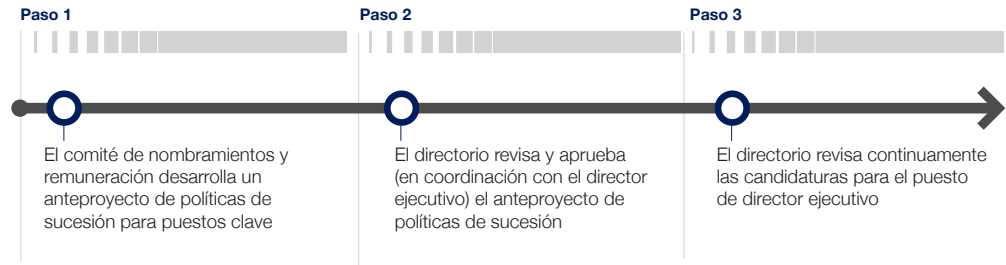 Paso 1
El comité de nombramientos y
remuneración desarrolla un
anteproyecto de políticas de
sucesión para puestos clave
Paso 2
El directorio revisa y aprueba
(en coordinación con el director
ejecutivo) el anteproyecto de
políticas de sucesión
Paso 3
El directorio revisa continuamente
las candidaturas para el puesto
de director ejecutivo